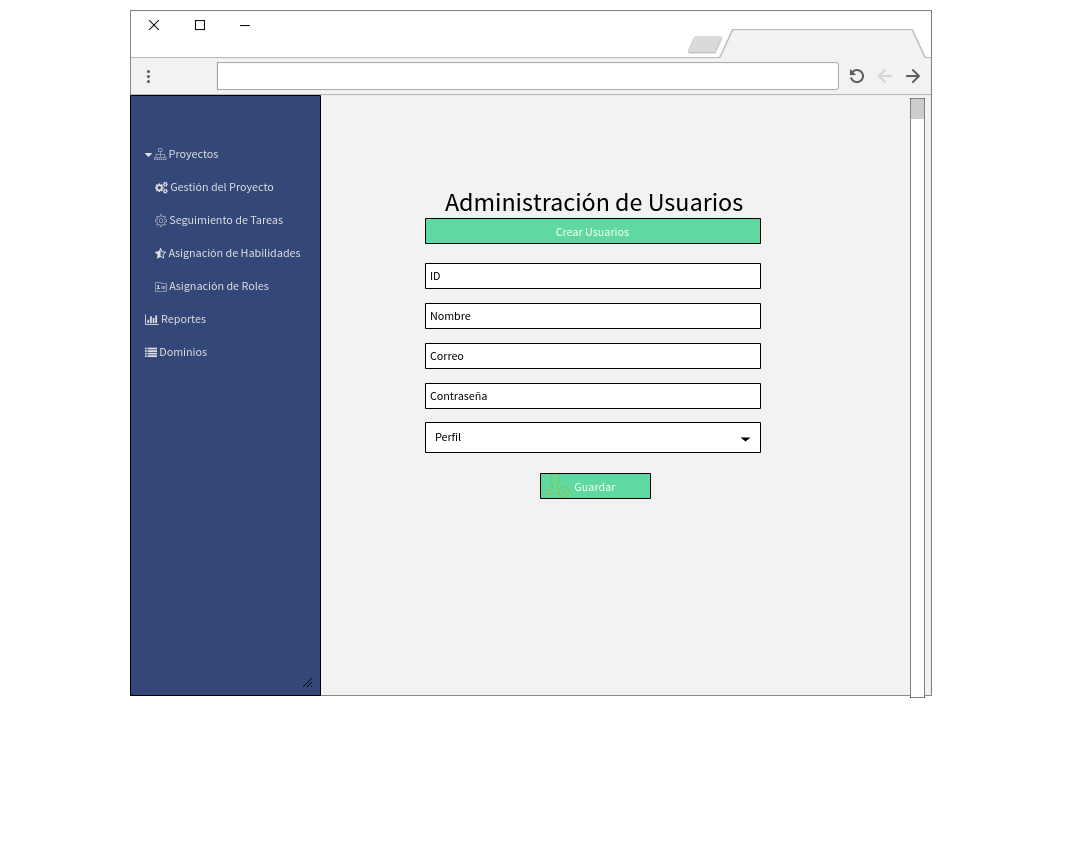 Proyectos
Gestión del Proyecto
Seguimiento de Tareas
Asignación de Habilidades
Asignación de Roles
Reportes
Dominios
Administración de Usuarios
Crear Usuarios
ID
Nombre
Correo
Contraseña
Perfil
Guardar